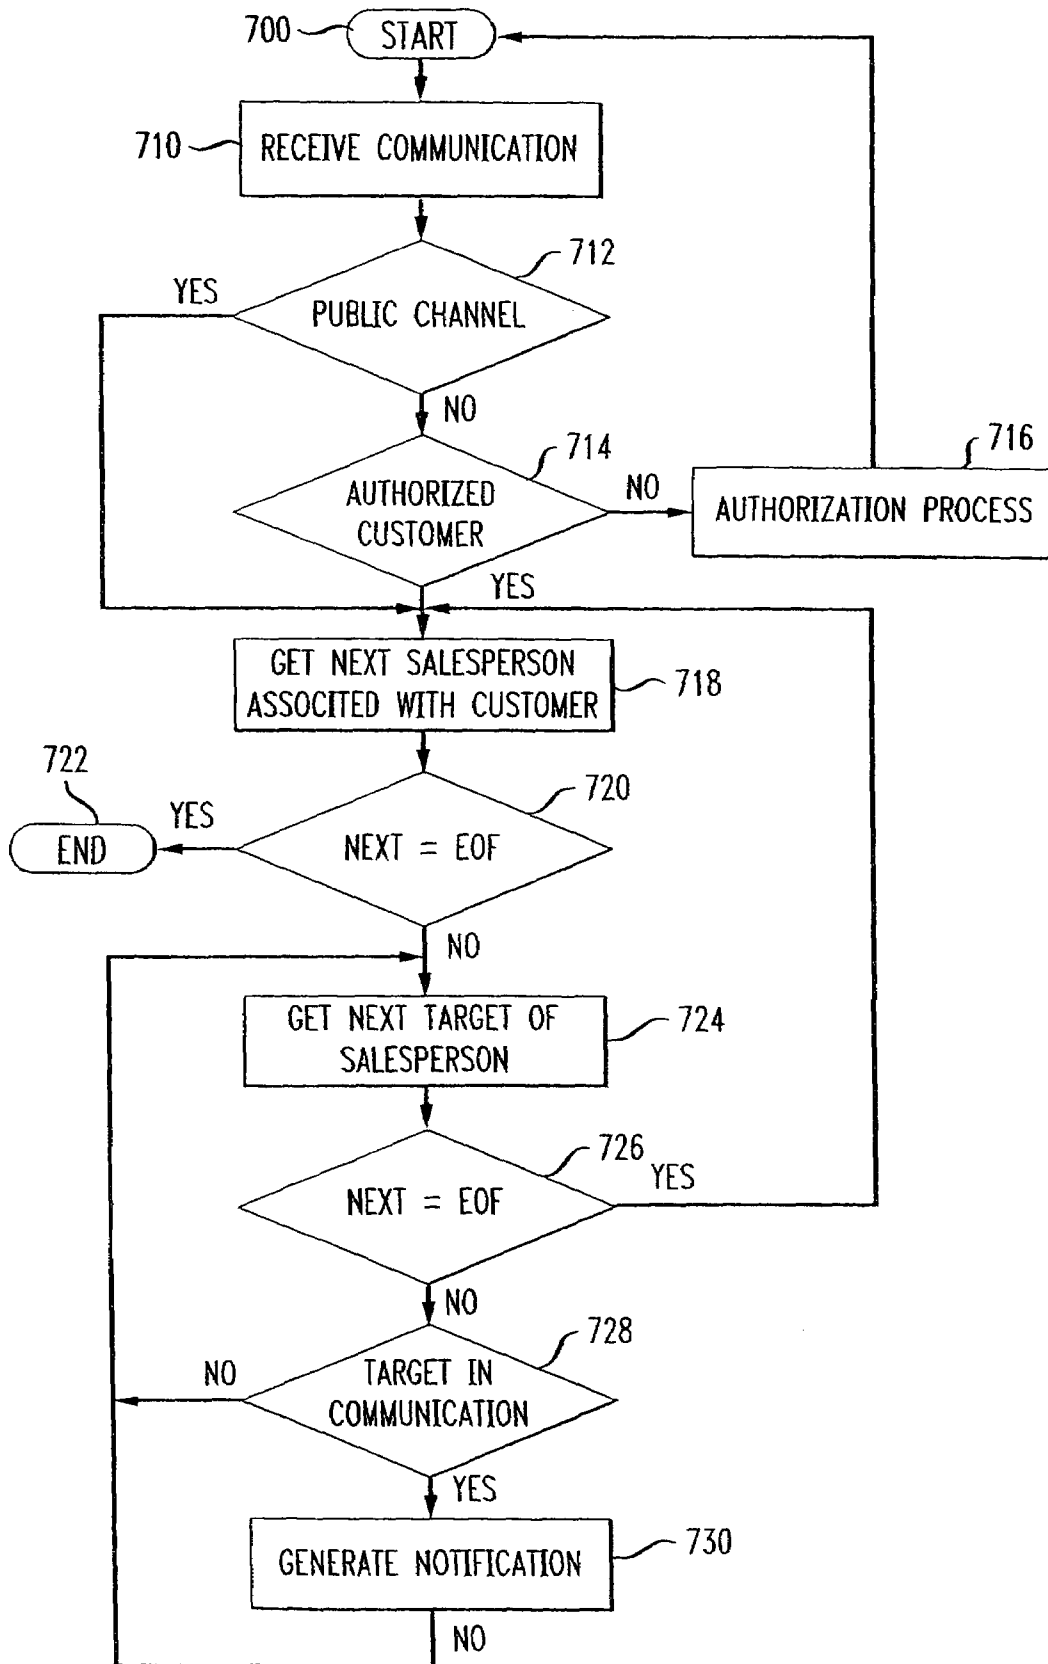 700
START
710
RECEIVE COMMUNICATION
712
YES
PUBLIC CHANNEL
NO
714
AUTHORIZED
CUSTOMER
NO
716
AUTHORIZATION PROCESS
YES
GET NEXT SALESPERSON
ASSOCITED WITH CUSTOMER
718
722
END
YES
720
NEXT = EOF
NO
GET NEXT TARGET OF
SALESPERSON
724
726
YES
NEXT = EOF
NO
728
NO
TARGET IN
COMMUNICATION
YES
GENERATE NOTIFICATION
730
NO